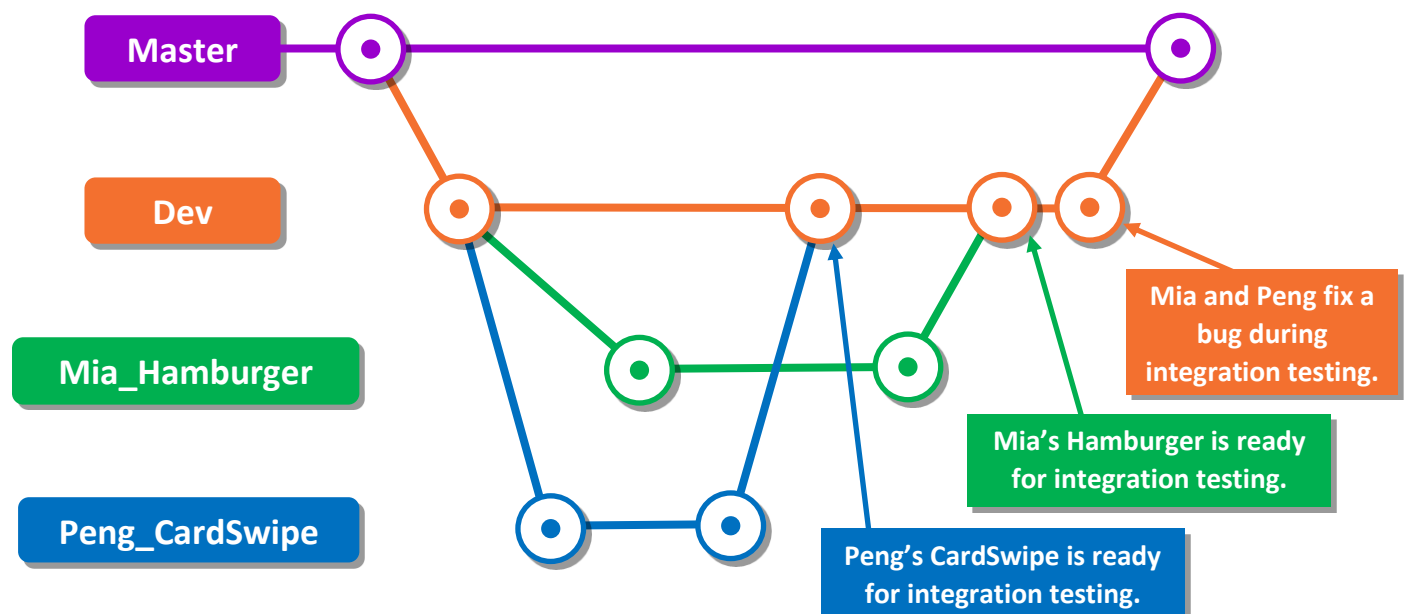 Master
Dev
Mia and Peng fix a
bug during
integration testing.
Mia_Hamburger
Mia’s Hamburger is ready
for integration testing.
Peng_CardSwipe
Peng’s CardSwipe is ready
for integration testing.